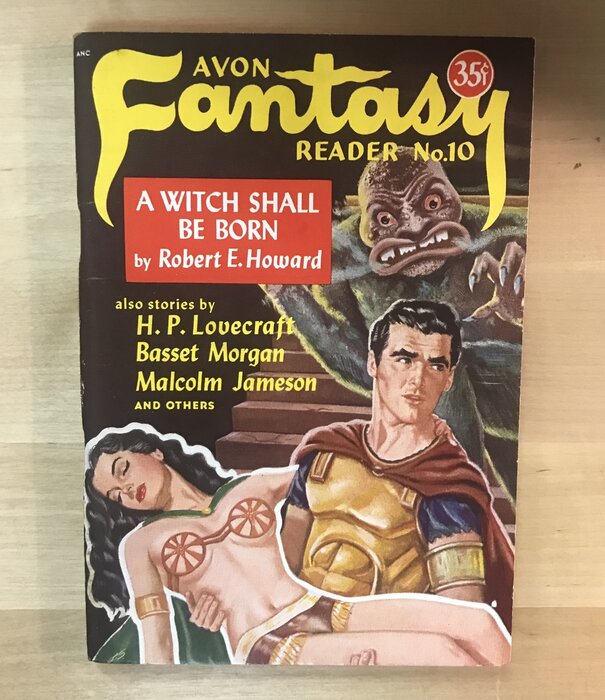 ANC
AVON
35¢
Fantasy
READER No.10
A WITCH SHALL
BE BORN
by Robert E. Howard
also stories by
H. P. Lovecraft
Basset Morgan
Malcolm Jameson
AND OTHERS